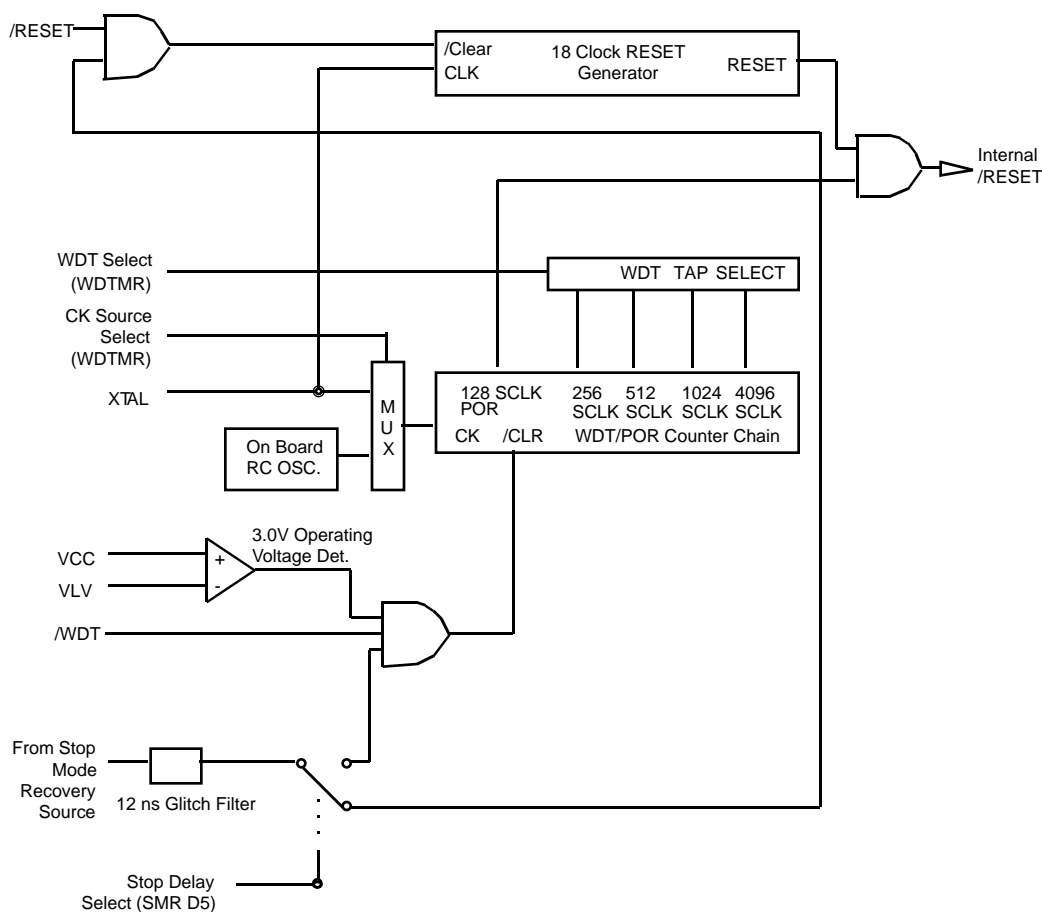 /RESET
/Clear
CLK
18 Clock RESET
Generator
RESET
Internal
/RESET
WDT Select
(WDTMR)
WDT TAP SELECT
CK Source
Select
(WDTMR)
XTAL
M
U
X
On Board
RC OSC.
128 SCLK
POR
256
SCLK
512
SCLK
1024
SCLK
4096
SCLK
CK /CLR WDT/POR Counter Chain
3.0V Operating
Voltage Det.
VCC
+
VLV
-
/WDT
From Stop
Mode
Recovery
Source
12 ns Glitch Filter
Stop Delay
Select (SMR D5)